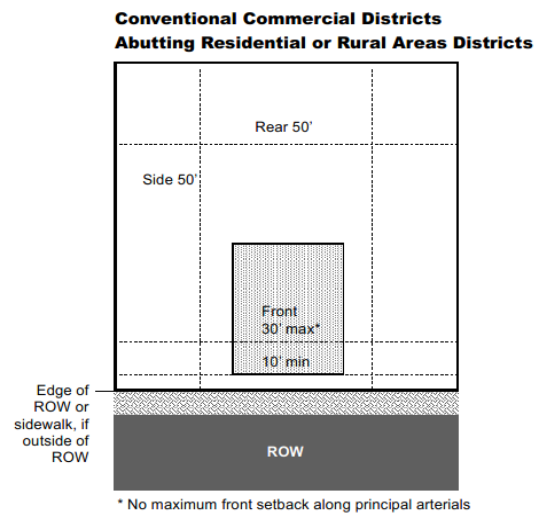 Conventional Commercial Districts
Abutting Residential or Rural Areas Districts
Rear 50’
Side 50’
Front
30’ max*
10’ min
Edge of
ROW or
sidewalk, if
outside of
ROW
ROW
* No maximum front setback along principal arterials